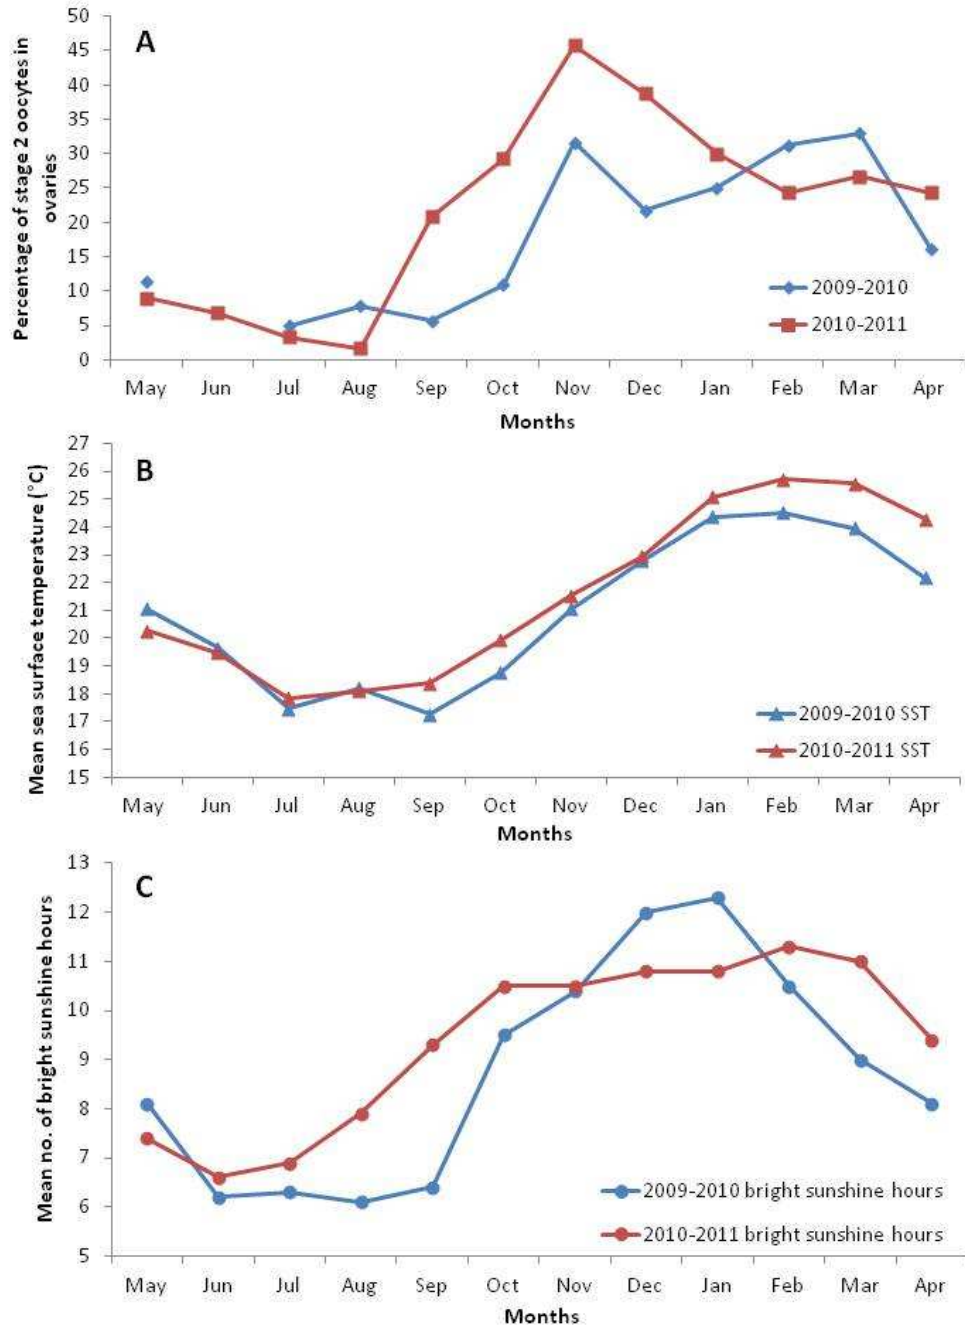 A
Percentage of stage 2 oocytes in
ovaries
50
45
40
35
30
25
20
15
10
5
0
2009-2010
2010-2011
May Jun Jul Aug Sep Oct Nov Dec Jan Feb Mar Apr
Months
B
Mean sea surface temperature (°C)
27
26
25
24
23
22
21
20
19
18
17
16
15
2009-2010 SST
2010-2011 SST
May Jun Jul Aug Sep Oct Nov Dec Jan Feb Mar Apr
Months
C
Mean no. of bright sunshine hours
13
12
11
10
9
8
7
6
5
2009-2010 bright sunshine hours
2010-2011 bright sunshine hours
May Jun Jul Aug Sep Oct Nov Dec Jan Feb Mar Apr
Months